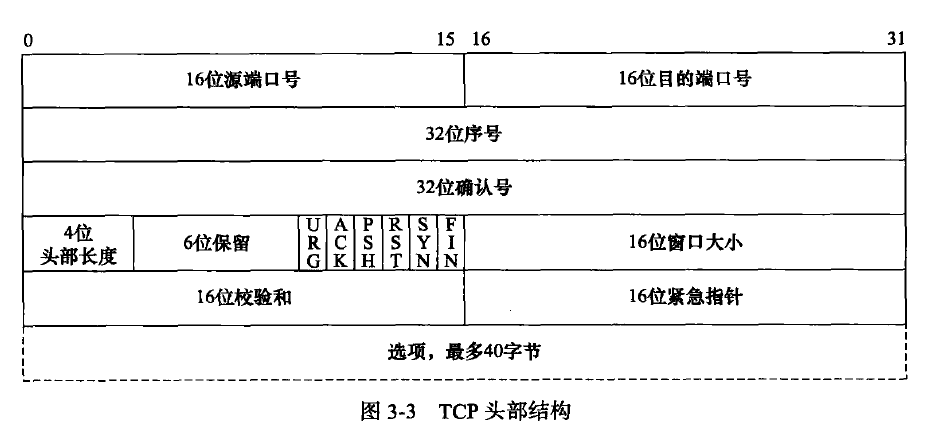 0 15 16 31
16位源端口号 16位目的端口号
32位序号
32位确认号
4位
头部长度
6位保留
URG
ACK
PSH
RST
SYN
FIN
16位窗口大小
16位校验和 16位紧急指针
选项，最多40字节
图 3-3 TCP 头部结构